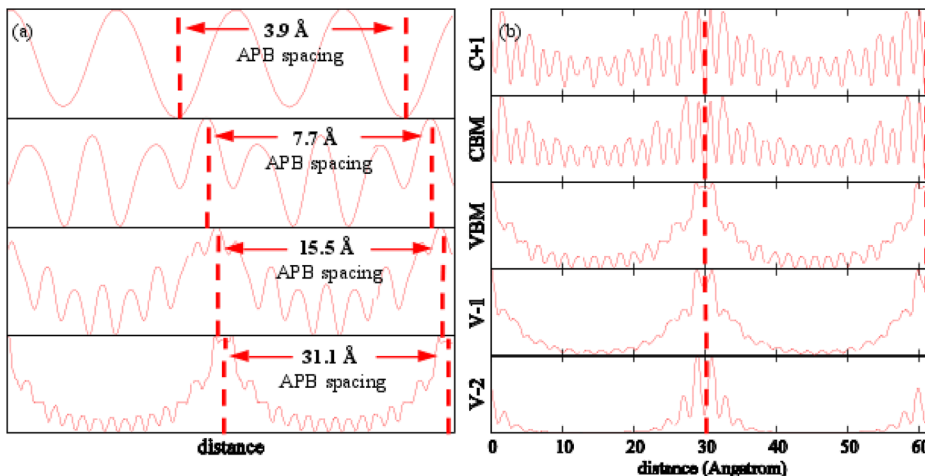 (a)
3.9 Å
APB spacing
7.7 Å
APB spacing
15.5 Å
APB spacing
31.1 Å
APB spacing
distance
(b)
C+1
CBM
VBM
V-1
V-2
0 10 20 30 40 50 60
distance (Angstrom)